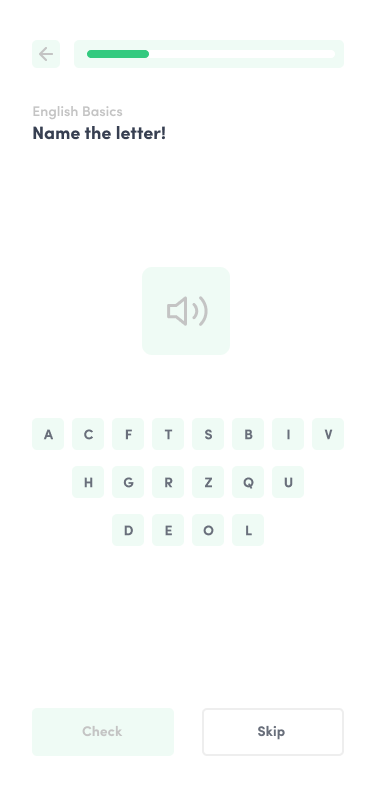 English Basics
Name the letter!
A C F T S B I V
H G R Z Q U
D E O L
Check Skip